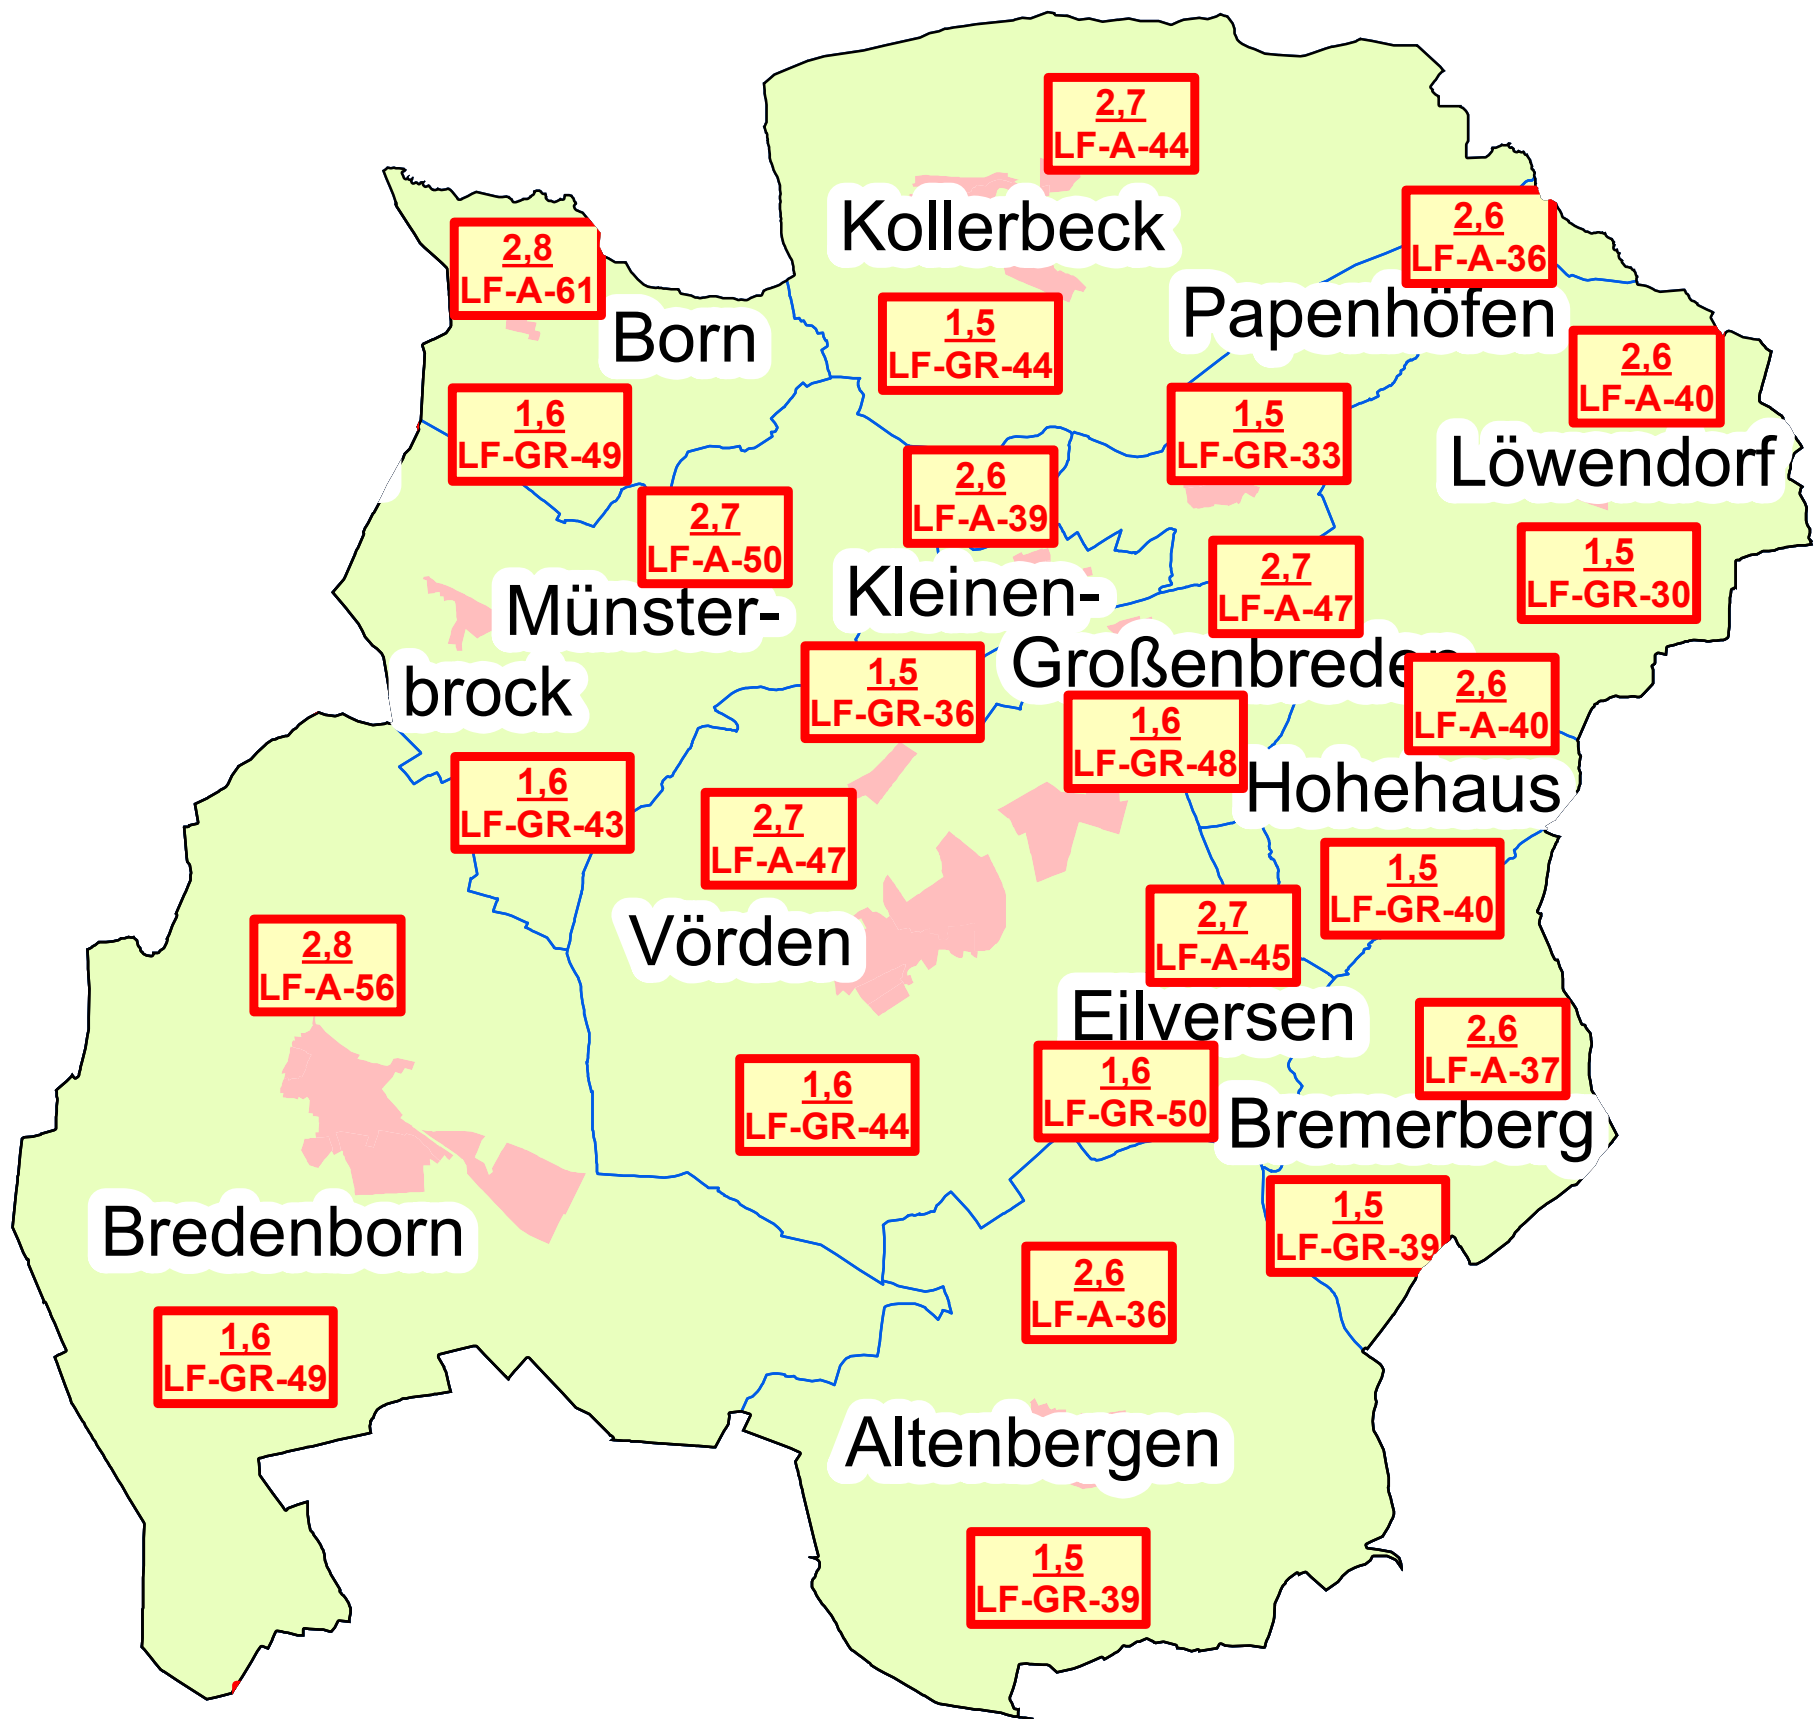 2,7
LF-A-44
Kollerbeck
2,6
LF-A-36
2,8
LF-A-61
Born
Papenhöfen
1,5
LF-GR-44
2,6
LF-A-40
1,6
LF-GR-49
1,5
LF-GR-33
Löwendorf
2,6
LF-A-39
2,7
LF-A-50
2,7
LF-A-47
1,5
LF-GR-30
Münster-
brock
Kleinen-
Großenbreden
1,5
LF-GR-36
2,6
LF-A-40
1,6
LF-GR-48
Hohehaus
1,6
LF-GR-43
2,7
LF-A-47
1,5
LF-GR-40
Vörden
2,7
LF-A-45
2,8
LF-A-56
Eilversen
2,6
LF-A-37
1,6
LF-GR-44
1,6
LF-GR-50
Bremerberg
Bredenborn
1,5
LF-GR-39
2,6
LF-A-36
1,6
LF-GR-49
Altenbergen
1,5
LF-GR-39